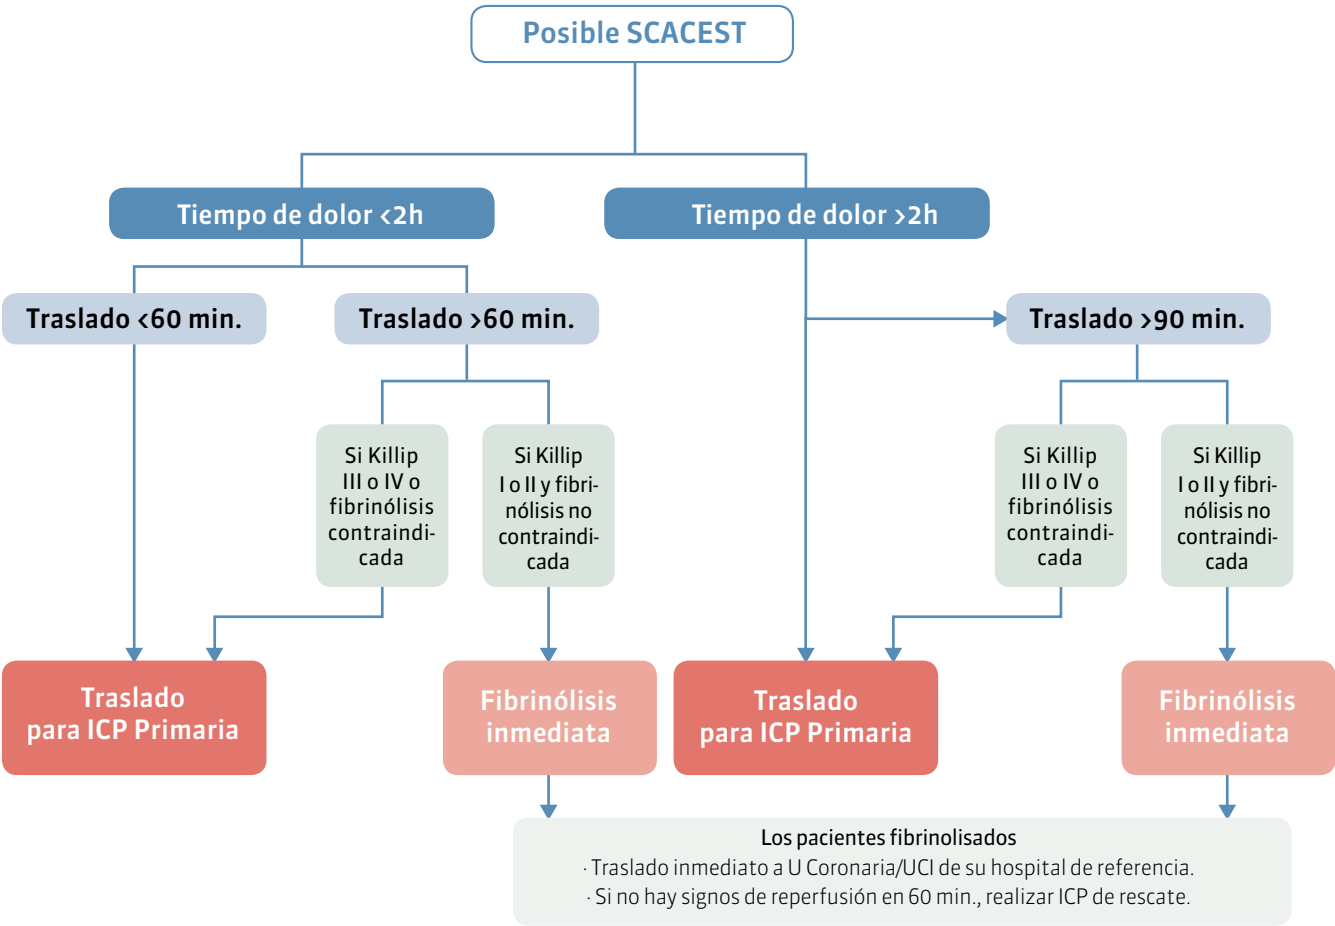 Posible SCACEST
Tiempo de dolor <2h
Tiempo de dolor >2h
Traslado <60 min.
Traslado >60 min.
Traslado >90 min.
Si Killip
III o IV o
fibrinólisis
contraindi-
cada
Si Killip
I o II y fibri-
nólisis no
contraindi-
cada
Si Killip
III o IV o
fibrinólisis
contraindi-
cada
Si Killip
I o II y fibri-
nólisis no
contraindi-
cada
Traslado
para ICP Primaria
Fibrinólisis
inmediata
Traslado
para ICP Primaria
Fibrinólisis
inmediata
Los pacientes fibrinolisados
· Traslado inmediato a U Coronaria/UCI de su hospital de referencia.
· Si no hay signos de reperfusión en 60 min., realizar ICP de rescate.